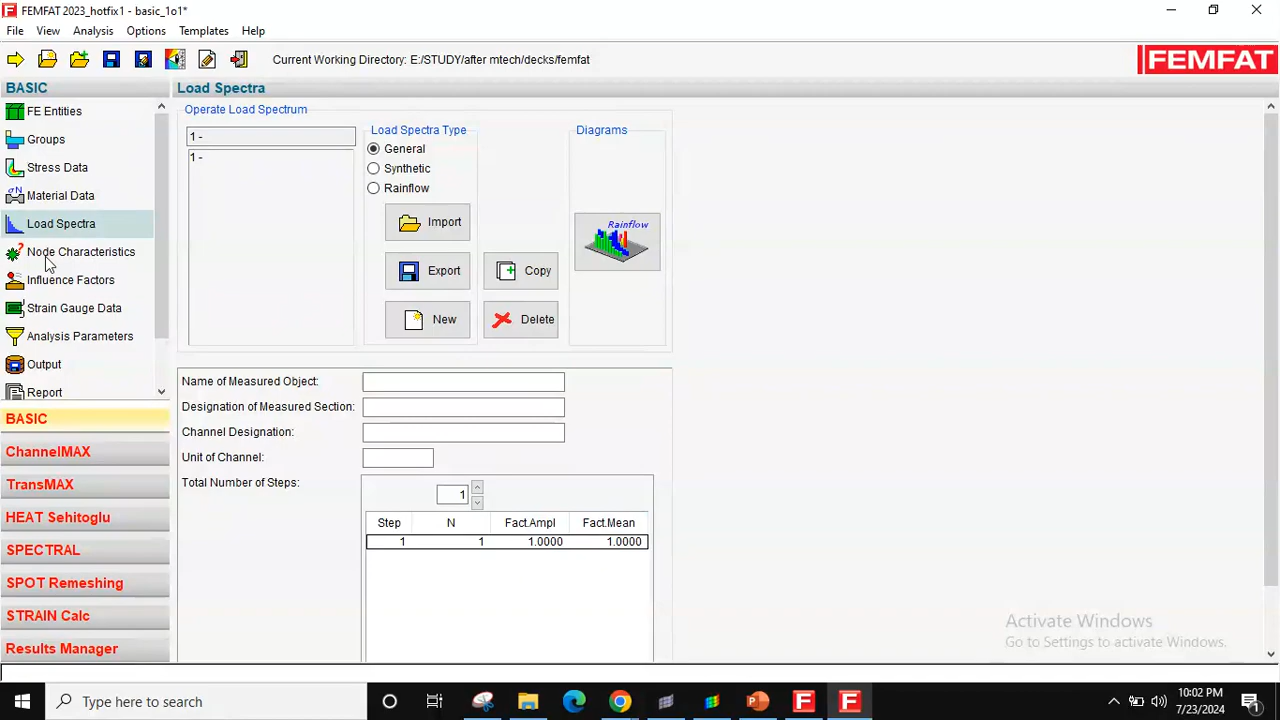 FEMFAT 2023_hotfix1 - basic_1o1*
File View Analysis Options Templates Help
Current Working Directory: E:/STUDY/after mtech/decks/femfat
FEMFAT
BASIC
FE Entities
Groups
Stress Data
σN
Material Data
Load Spectra
Node Characteristics
Influence Factors
Strain Gauge Data
Analysis Parameters
Output
Report
BASIC
ChannelMAX
TransMAX
HEAT Sehitoglu
SPECTRAL
SPOT Remeshing
STRAIN Calc
Results Manager
Load Spectra
Operate Load Spectrum
1 -
1 -
Load Spectra Type
General
Synthetic
Rainflow
Import
Export
Copy
New
Delete
Diagrams
Rainflow
Name of Measured Object:
Designation of Measured Section:
Channel Designation:
Unit of Channel:
Total Number of Steps:
1
Step N Fact.Ampl Fact.Mean
1 1 1.0000 1.0000
Activate Windows
Go to Settings to activate Windows.
Type here to search
10:02 PM
7/23/2024
1